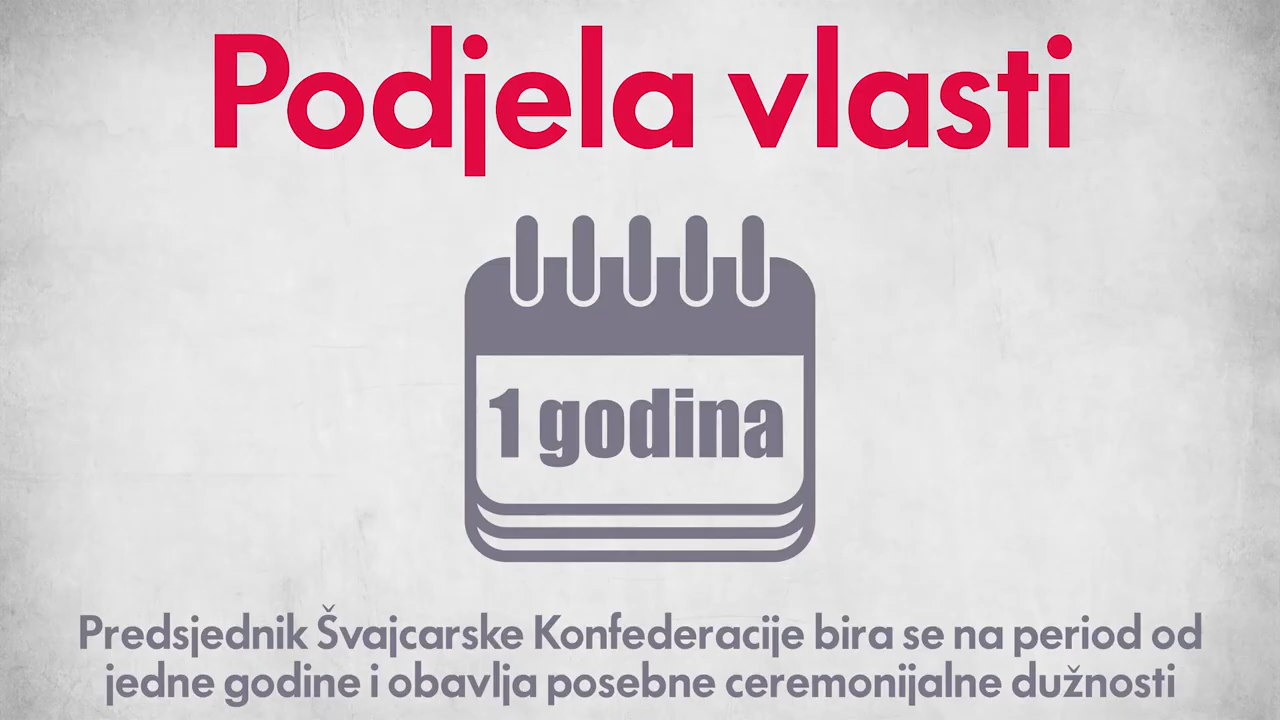 Podjela vlasti
1 godina
Predsjednik Švajcarske Konfederacije bira se na period od
jedne godine i obavlja posebne ceremonijalne dužnosti